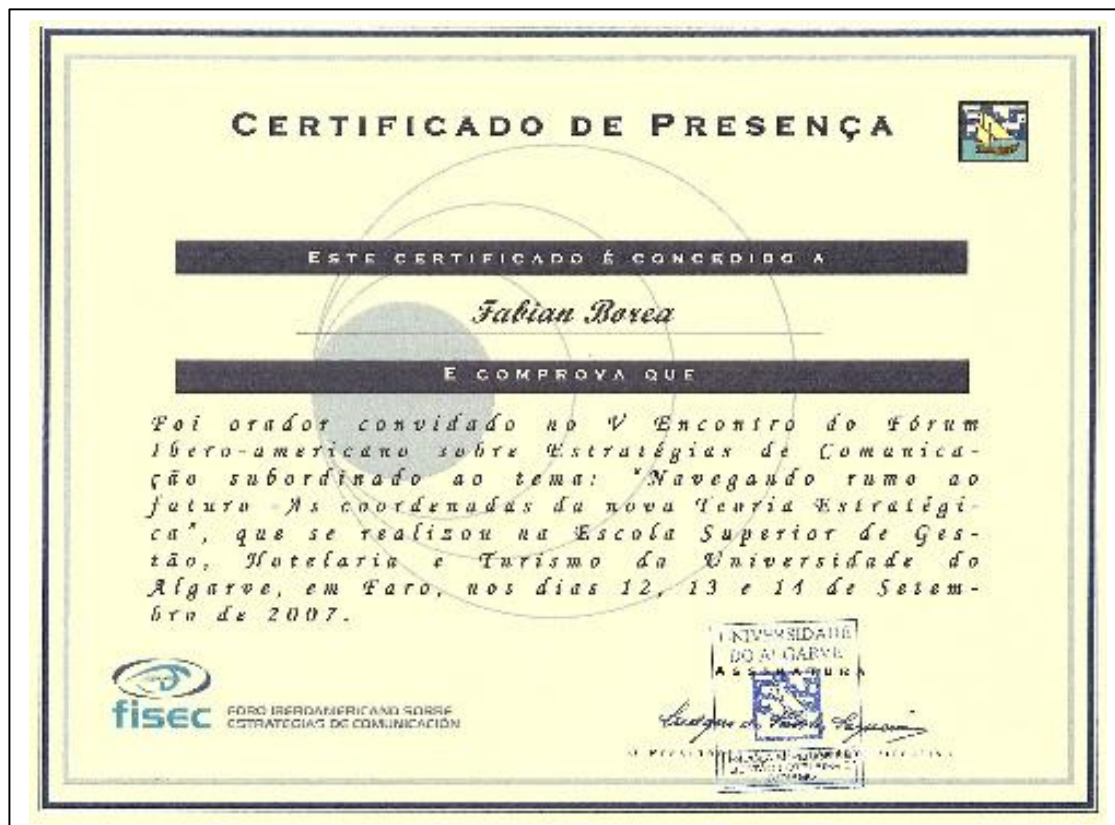 CERTIFICADO DE PRESENÇA
ESTE CERTIFICADO É CONCEDIDO A
Fabian Borea
E COMPROVA QUE
Foi orador convidado no V Encontro do Fórum
Ibero-americano sobre Estratégias de Comunica-
ção subordinado ao tema: "Navegando rumo ao
futuro -As coordenadas da nova Teoria Estratégi-
ca", que se realizou na Escola Superior de Ges-
tão, Hotelaria e Turismo da Universidade do
Algarve, em Faro, nos dias 12, 13 e 14 de Setem-
bro de 2007.
UNIVERSIDADE
DO ALGARVE
ASSINATURA
fisec FORO IBEROAMERICANO SOBRE
ESTRATEGIAS DE COMUNICACIÓN
O